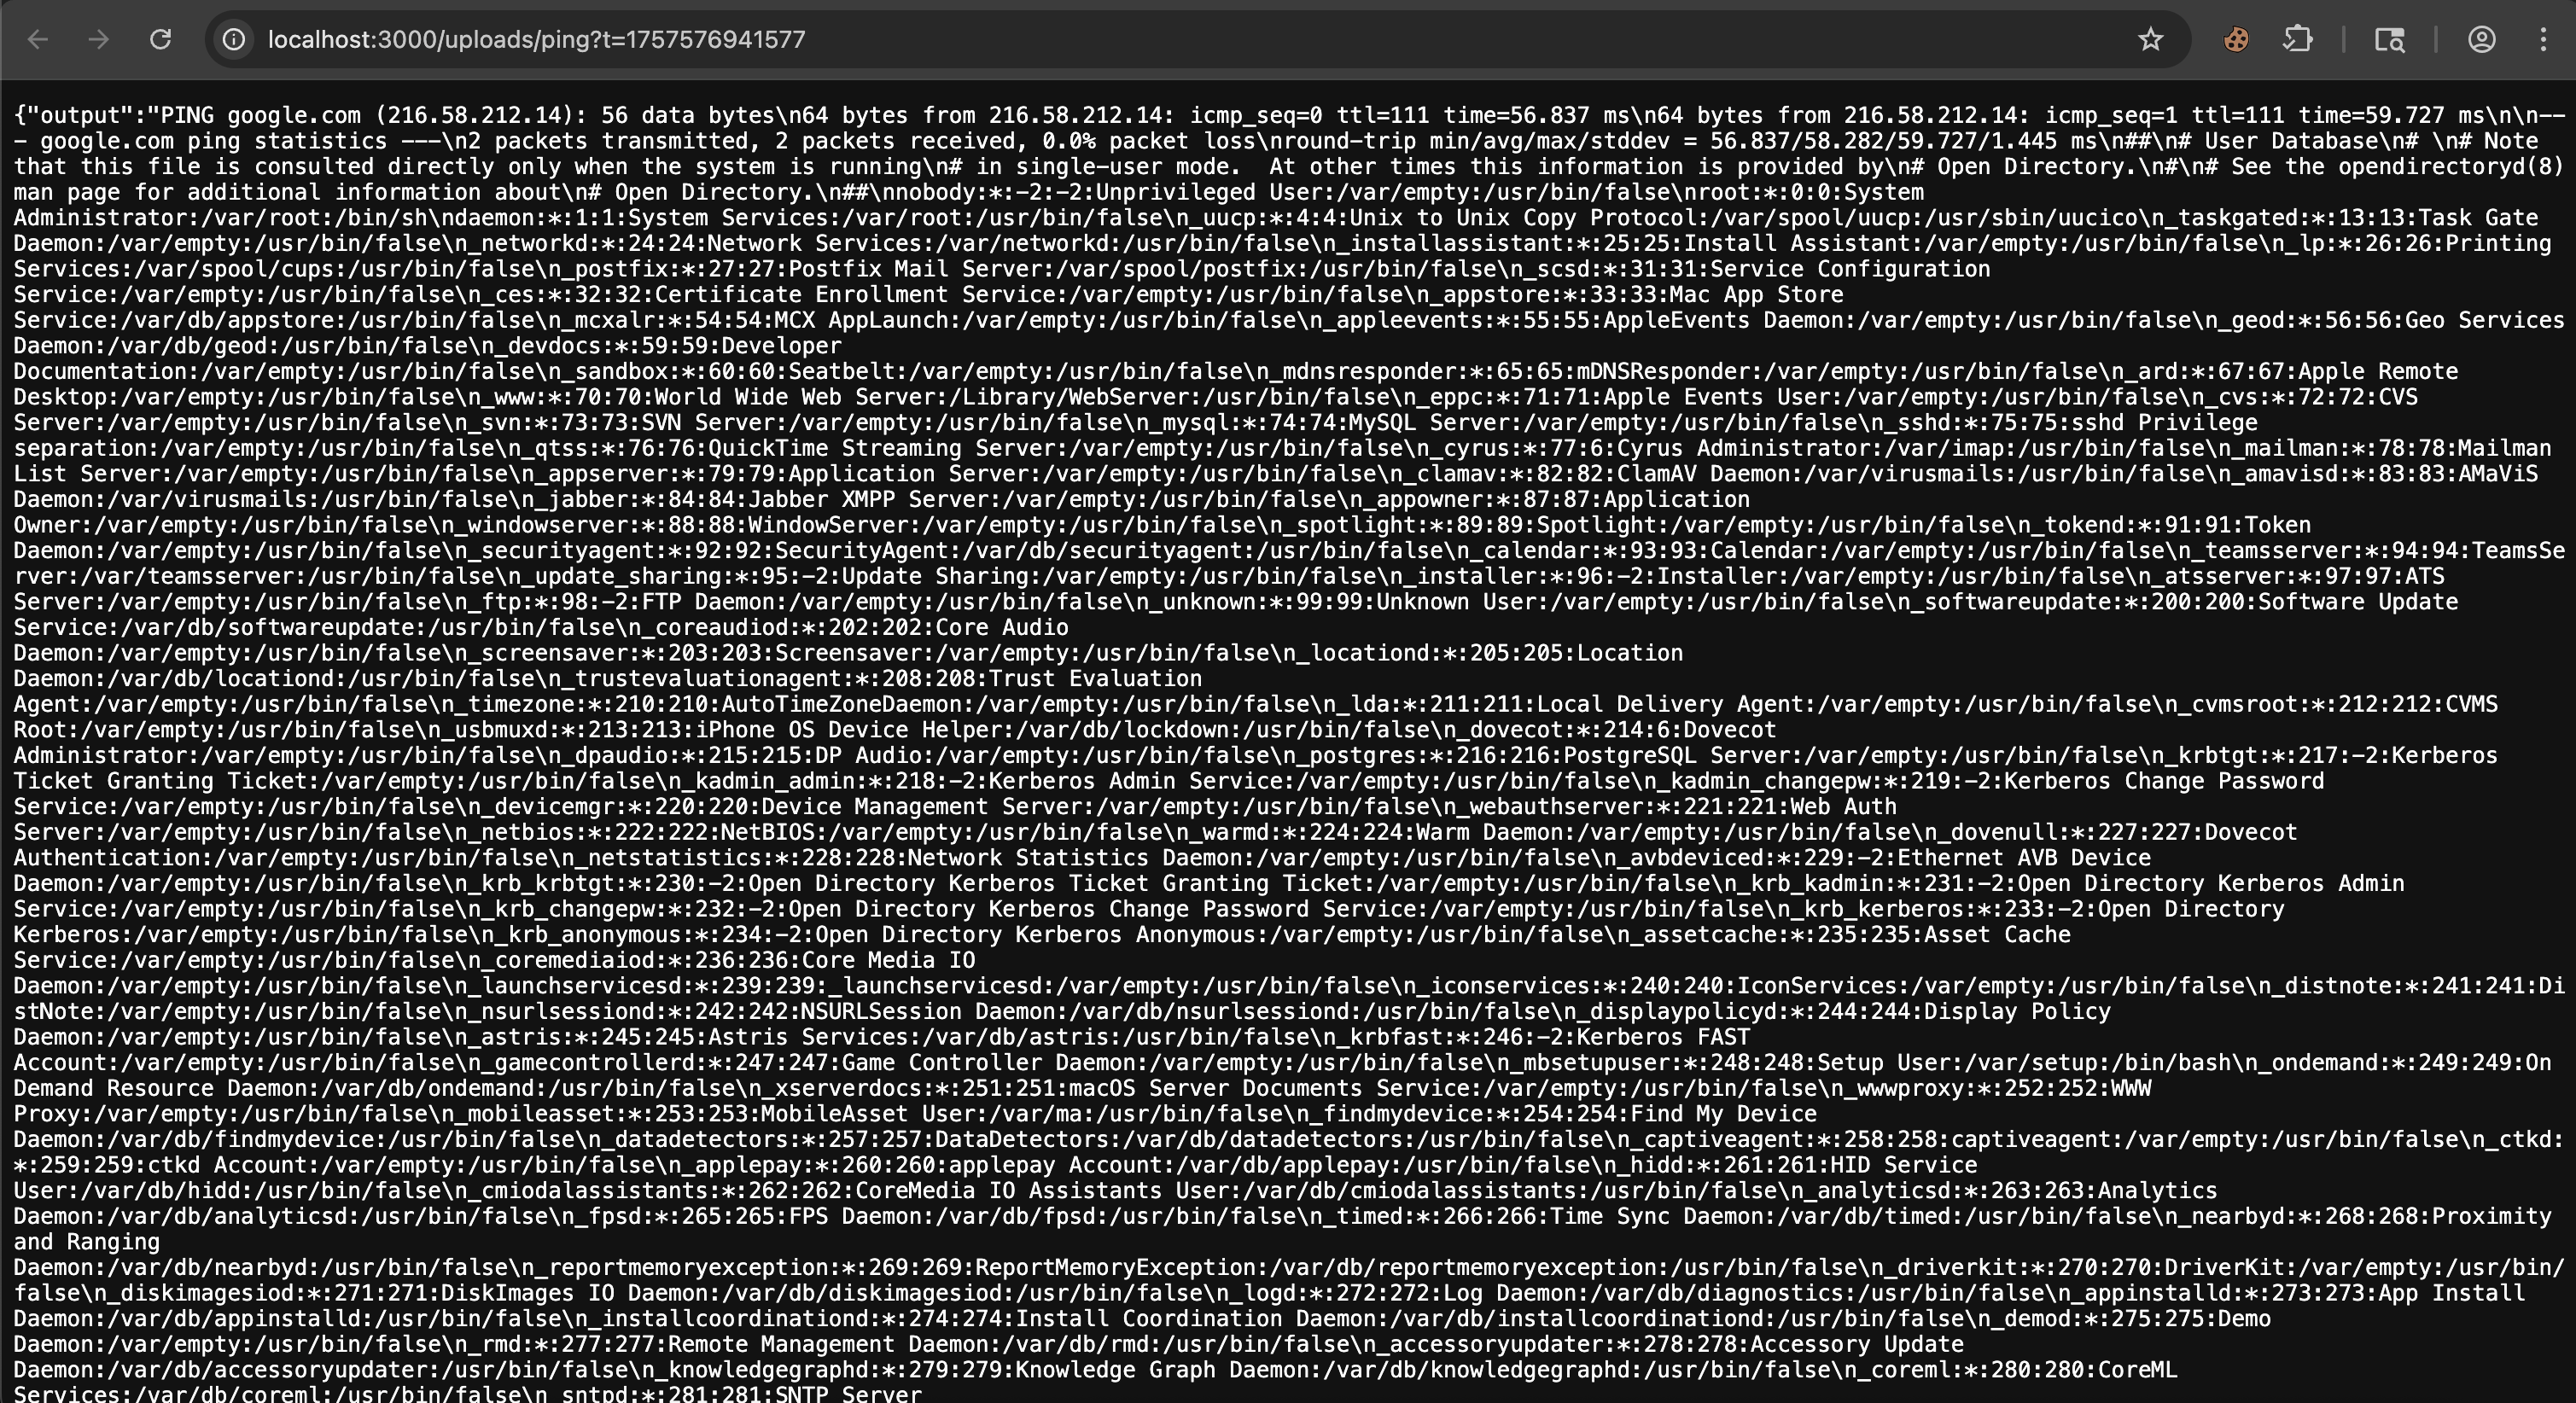 localhost:3000/uploads/ping?t=1757576941577
{"output":"PING google.com (216.58.212.14): 56 data bytes\n64 bytes from 216.58.212.14: icmp_seq=0 ttl=111 time=56.837 ms\n64 bytes from 216.58.212.14: icmp_seq=1 ttl=111 time=59.727 ms\n\n--
- google.com ping statistics ---\n2 packets transmitted, 2 packets received, 0.0% packet loss\nround-trip min/avg/max/stddev = 56.837/58.282/59.727/1.445 ms\n##\n# User Database\n# \n# Note
that this file is consulted directly only when the system is running\n# in single-user mode.  At other times this information is provided by\n# Open Directory.\n#\n# See the opendirectoryd(8)
man page for additional information about\n# Open Directory.\n##\nnobody:*:-2:-2:Unprivileged User:/var/empty:/usr/bin/false\nroot:*:0:0:System
Administrator:/var/root:/bin/sh\ndaemon:*:1:1:System Services:/var/root:/usr/bin/false\n_uucp:*:4:4:Unix to Unix Copy Protocol:/var/spool/uucp:/usr/sbin/uucico\n_taskgated:*:13:13:Task Gate
Daemon:/var/empty:/usr/bin/false\n_networkd:*:24:24:Network Services:/var/networkd:/usr/bin/false\n_installassistant:*:25:25:Install Assistant:/var/empty:/usr/bin/false\n_lp:*:26:26:Printing
Services:/var/spool/cups:/usr/bin/false\n_postfix:*:27:27:Postfix Mail Server:/var/spool/postfix:/usr/bin/false\n_scsd:*:31:31:Service Configuration
Service:/var/empty:/usr/bin/false\n_ces:*:32:32:Certificate Enrollment Service:/var/empty:/usr/bin/false\n_appstore:*:33:33:Mac App Store
Service:/var/db/appstore:/usr/bin/false\n_mcxalr:*:54:54:MCX AppLaunch:/var/empty:/usr/bin/false\n_appleevents:*:55:55:AppleEvents Daemon:/var/empty:/usr/bin/false\n_geod:*:56:56:Geo Services
Daemon:/var/db/geod:/usr/bin/false\n_devdocs:*:59:59:Developer
Documentation:/var/empty:/usr/bin/false\n_sandbox:*:60:60:Seatbelt:/var/empty:/usr/bin/false\n_mdnsresponder:*:65:65:mDNSResponder:/var/empty:/usr/bin/false\n_ard:*:67:67:Apple Remote
Desktop:/var/empty:/usr/bin/false\n_www:*:70:70:World Wide Web Server:/Library/WebServer:/usr/bin/false\n_eppc:*:71:71:Apple Events User:/var/empty:/usr/bin/false\n_cvs:*:72:72:CVS
Server:/var/empty:/usr/bin/false\n_svn:*:73:73:SVN Server:/var/empty:/usr/bin/false\n_mysql:*:74:74:MySQL Server:/var/empty:/usr/bin/false\n_sshd:*:75:75:sshd Privilege
separation:/var/empty:/usr/bin/false\n_qtss:*:76:76:QuickTime Streaming Server:/var/empty:/usr/bin/false\n_cyrus:*:77:6:Cyrus Administrator:/var/imap:/usr/bin/false\n_mailman:*:78:78:Mailman
List Server:/var/empty:/usr/bin/false\n_appserver:*:79:79:Application Server:/var/empty:/usr/bin/false\n_clamav:*:82:82:ClamAV Daemon:/var/virusmails:/usr/bin/false\n_amavisd:*:83:83:AMaViS
Daemon:/var/virusmails:/usr/bin/false\n_jabber:*:84:84:Jabber XMPP Server:/var/empty:/usr/bin/false\n_appowner:*:87:87:Application
Owner:/var/empty:/usr/bin/false\n_windowserver:*:88:88:WindowServer:/var/empty:/usr/bin/false\n_spotlight:*:89:89:Spotlight:/var/empty:/usr/bin/false\n_tokend:*:91:91:Token
Daemon:/var/empty:/usr/bin/false\n_securityagent:*:92:92:SecurityAgent:/var/db/securityagent:/usr/bin/false\n_calendar:*:93:93:Calendar:/var/empty:/usr/bin/false\n_teamsserver:*:94:94:TeamsSe
rver:/var/teamsserver:/usr/bin/false\n_update_sharing:*:95:-2:Update Sharing:/var/empty:/usr/bin/false\n_installer:*:96:-2:Installer:/var/empty:/usr/bin/false\n_atsserver:*:97:97:ATS
Server:/var/empty:/usr/bin/false\n_ftp:*:98:-2:FTP Daemon:/var/empty:/usr/bin/false\n_unknown:*:99:99:Unknown User:/var/empty:/usr/bin/false\n_softwareupdate:*:200:200:Software Update
Service:/var/db/softwareupdate:/usr/bin/false\n_coreaudiod:*:202:202:Core Audio
Daemon:/var/empty:/usr/bin/false\n_screensaver:*:203:203:Screensaver:/var/empty:/usr/bin/false\n_locationd:*:205:205:Location
Daemon:/var/db/locationd:/usr/bin/false\n_trustevaluationagent:*:208:208:Trust Evaluation
Agent:/var/empty:/usr/bin/false\n_timezone:*:210:210:AutoTimeZoneDaemon:/var/empty:/usr/bin/false\n_lda:*:211:211:Local Delivery Agent:/var/empty:/usr/bin/false\n_cvmsroot:*:212:212:CVMS
Root:/var/empty:/usr/bin/false\n_usbmuxd:*:213:213:iPhone OS Device Helper:/var/db/lockdown:/usr/bin/false\n_dovecot:*:214:6:Dovecot
Administrator:/var/empty:/usr/bin/false\n_dpaudio:*:215:215:DP Audio:/var/empty:/usr/bin/false\n_postgres:*:216:216:PostgreSQL Server:/var/empty:/usr/bin/false\n_krbtgt:*:217:-2:Kerberos
Ticket Granting Ticket:/var/empty:/usr/bin/false\n_kadmin_admin:*:218:-2:Kerberos Admin Service:/var/empty:/usr/bin/false\n_kadmin_changepw:*:219:-2:Kerberos Change Password
Service:/var/empty:/usr/bin/false\n_devicemgr:*:220:220:Device Management Server:/var/empty:/usr/bin/false\n_webauthserver:*:221:221:Web Auth
Server:/var/empty:/usr/bin/false\n_netbios:*:222:222:NetBIOS:/var/empty:/usr/bin/false\n_warmd:*:224:224:Warm Daemon:/var/empty:/usr/bin/false\n_dovenull:*:227:227:Dovecot
Authentication:/var/empty:/usr/bin/false\n_netstatistics:*:228:228:Network Statistics Daemon:/var/empty:/usr/bin/false\n_avbdeviced:*:229:-2:Ethernet AVB Device
Daemon:/var/empty:/usr/bin/false\n_krb_krbtgt:*:230:-2:Open Directory Kerberos Ticket Granting Ticket:/var/empty:/usr/bin/false\n_krb_kadmin:*:231:-2:Open Directory Kerberos Admin
Service:/var/empty:/usr/bin/false\n_krb_changepw:*:232:-2:Open Directory Kerberos Change Password Service:/var/empty:/usr/bin/false\n_krb_kerberos:*:233:-2:Open Directory
Kerberos:/var/empty:/usr/bin/false\n_krb_anonymous:*:234:-2:Open Directory Kerberos Anonymous:/var/empty:/usr/bin/false\n_assetcache:*:235:235:Asset Cache
Service:/var/empty:/usr/bin/false\n_coremediaiod:*:236:236:Core Media IO
Daemon:/var/empty:/usr/bin/false\n_launchservicesd:*:239:239:_launchservicesd:/var/empty:/usr/bin/false\n_iconservices:*:240:240:IconServices:/var/empty:/usr/bin/false\n_distnote:*:241:241:Di
stNote:/var/empty:/usr/bin/false\n_nsurlsessiond:*:242:242:NSURLSession Daemon:/var/db/nsurlsessiond:/usr/bin/false\n_displaypolicyd:*:244:244:Display Policy
Daemon:/var/empty:/usr/bin/false\n_astris:*:245:245:Astris Services:/var/db/astris:/usr/bin/false\n_krbfast:*:246:-2:Kerberos FAST
Account:/var/empty:/usr/bin/false\n_gamecontrollerd:*:247:247:Game Controller Daemon:/var/empty:/usr/bin/false\n_mbsetupuser:*:248:248:Setup User:/var/setup:/bin/bash\n_ondemand:*:249:249:On
Demand Resource Daemon:/var/db/ondemand:/usr/bin/false\n_xserverdocs:*:251:251:macOS Server Documents Service:/var/empty:/usr/bin/false\n_wwwproxy:*:252:252:WWW
Proxy:/var/empty:/usr/bin/false\n_mobileasset:*:253:253:MobileAsset User:/var/ma:/usr/bin/false\n_findmydevice:*:254:254:Find My Device
Daemon:/var/db/findmydevice:/usr/bin/false\n_datadetectors:*:257:257:DataDetectors:/var/db/datadetectors:/usr/bin/false\n_captiveagent:*:258:258:captiveagent:/var/empty:/usr/bin/false\n_ctkd:
*:259:259:ctkd Account:/var/empty:/usr/bin/false\n_applepay:*:260:260:applepay Account:/var/db/applepay:/usr/bin/false\n_hidd:*:261:261:HID Service
User:/var/db/hidd:/usr/bin/false\n_cmiodalassistants:*:262:262:CoreMedia IO Assistants User:/var/db/cmiodalassistants:/usr/bin/false\n_analyticsd:*:263:263:Analytics
Daemon:/var/db/analyticsd:/usr/bin/false\n_fpsd:*:265:265:FPS Daemon:/var/db/fpsd:/usr/bin/false\n_timed:*:266:266:Time Sync Daemon:/var/db/timed:/usr/bin/false\n_nearbyd:*:268:268:Proximity
and Ranging
Daemon:/var/db/nearbyd:/usr/bin/false\n_reportmemoryexception:*:269:269:ReportMemoryException:/var/db/reportmemoryexception:/usr/bin/false\n_driverkit:*:270:270:DriverKit:/var/empty:/usr/bin/
false\n_diskimagesiod:*:271:271:DiskImages IO Daemon:/var/db/diskimagesiod:/usr/bin/false\n_logd:*:272:272:Log Daemon:/var/db/diagnostics:/usr/bin/false\n_appinstalld:*:273:273:App Install
Daemon:/var/db/appinstalld:/usr/bin/false\n_installcoordinationd:*:274:274:Install Coordination Daemon:/var/db/installcoordinationd:/usr/bin/false\n_demod:*:275:275:Demo
Daemon:/var/empty:/usr/bin/false\n_rmd:*:277:277:Remote Management Daemon:/var/db/rmd:/usr/bin/false\n_accessoryupdater:*:278:278:Accessory Update
Daemon:/var/db/accessoryupdater:/usr/bin/false\n_knowledgegraphd:*:279:279:Knowledge Graph Daemon:/var/db/knowledgegraphd:/usr/bin/false\n_coreml:*:280:280:CoreML
Services:/var/db/coreml:/usr/bin/false\n_sntpd:*:281:281:SNTP Server